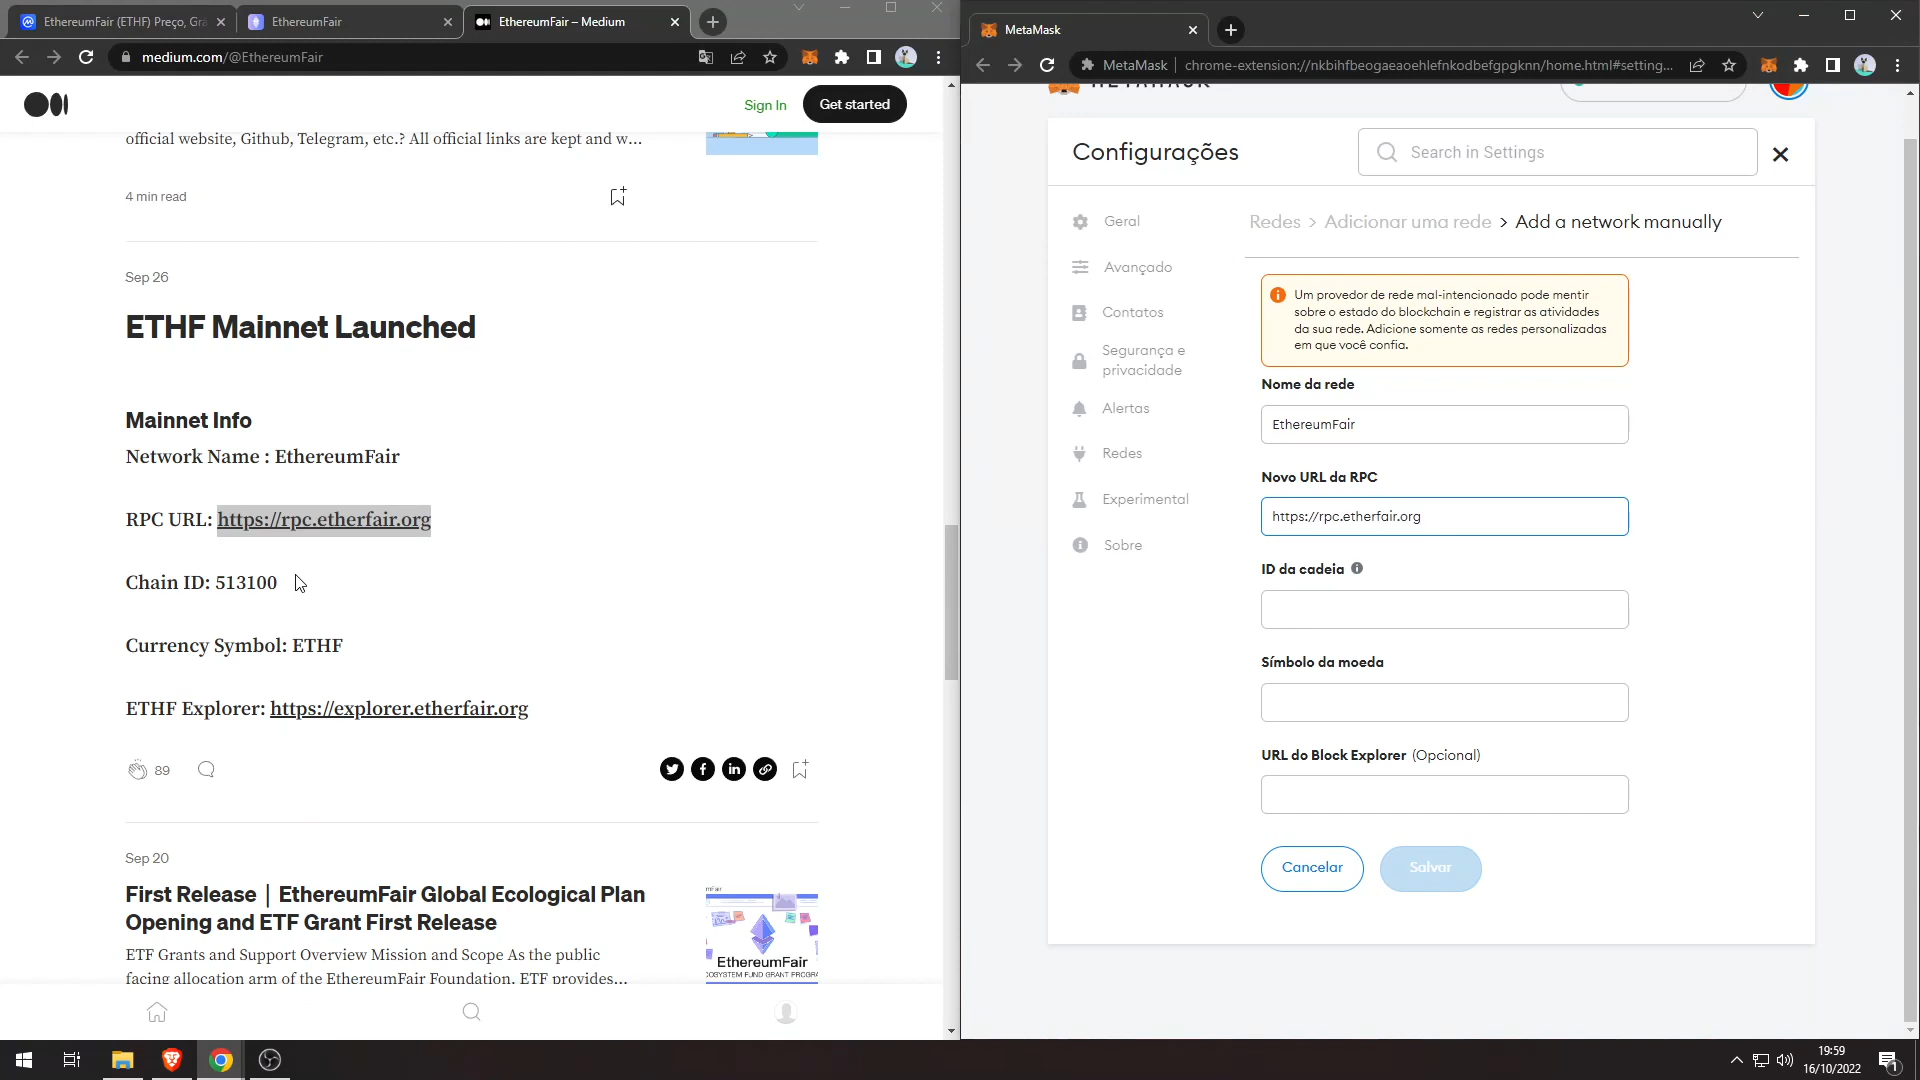 EthereumFair (ETHF) Preço, Grá
EthereumFair
EthereumFair – Medium
medium.com/@EthereumFair
Sign In
Get started
official website, Github, Telegram, etc.? All official links are kept and w...
4 min read
Sep 26
ETHF Mainnet Launched
Mainnet Info
Network Name : EthereumFair
RPC URL: https://rpc.etherfair.org
Chain ID: 513100
Currency Symbol: ETHF
ETHF Explorer: https://explorer.etherfair.org
89
Sep 20
First Release｜EthereumFair Global Ecological Plan
Opening and ETF Grant First Release
ETF Grants and Support Overview Mission and Scope As the public
facing allocation arm of the EthereumFair Foundation, ETF provides...
EthereumFair
MetaMask
MetaMask
chrome-extension://nkbihfbeogaeaoehlefnkodbefgpgknn/home.html#setting...
Configurações
Search in Settings
Geral
Avançado
Contatos
Segurança e
privacidade
Alertas
Redes
Experimental
Sobre
Redes > Adicionar uma rede > Add a network manually
Um provedor de rede mal-intencionado pode mentir
sobre o estado do blockchain e registrar as atividades
da sua rede. Adicione somente as redes personalizadas
em que você confia.
Nome da rede
EthereumFair
Novo URL da RPC
https://rpc.etherfair.org
ID da cadeia
Símbolo da moeda
URL do Block Explorer (Opcional)
Cancelar
Salvar
19:59
16/10/2022
1